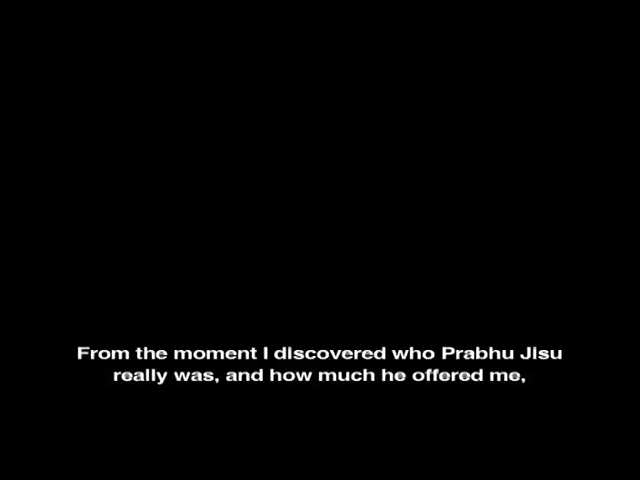 From the moment I discovered who Prabhu Jisu
really was, and how much he offered me,